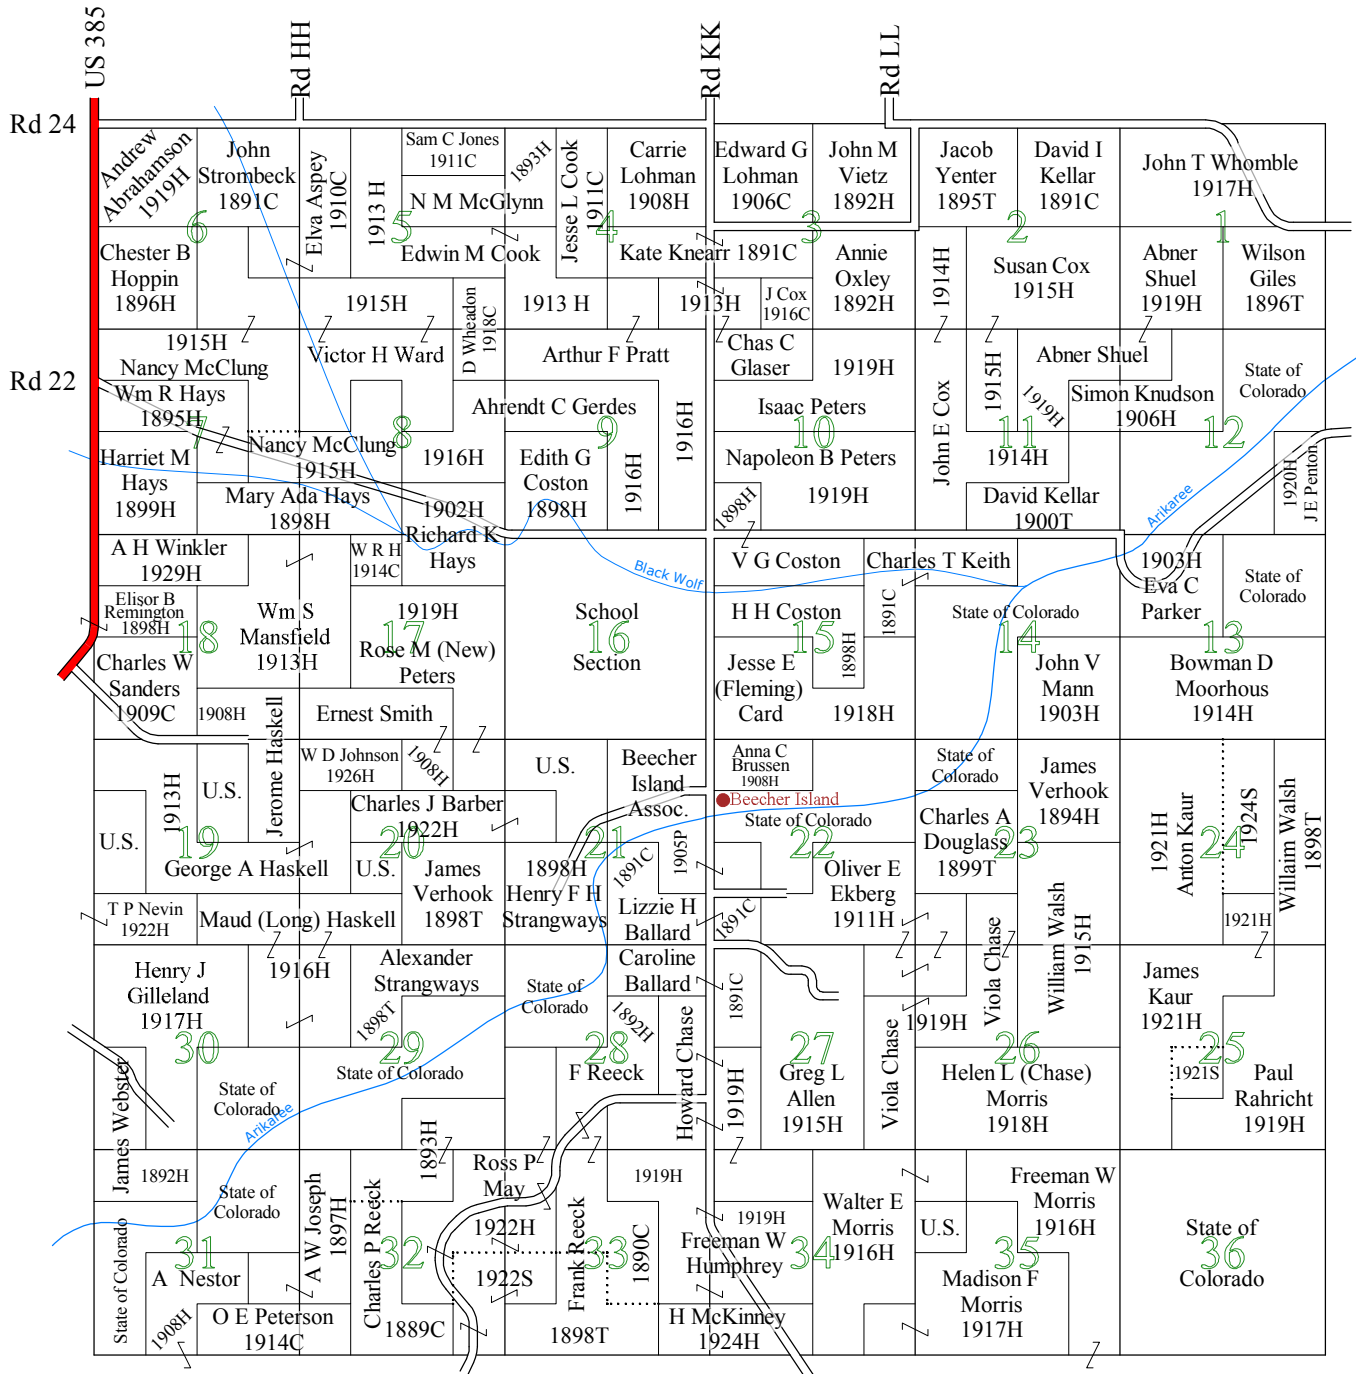 US 385
Rd HH
Rd KK
Rd LL
Rd 24
Andrew
Abrahamson
1919H
John
Strombeck
1891C
6
Elva Aspey
1910C
1913 H
Sam C Jones
1911C
N M McGlynn
5
Edwin M Cook
1893H
Jesse L Cook
1911C
Carrie
Lohman
1908H
4
Edward G
Lohman
1906C
John M
Vietz
1892H
3
Jacob
Yenter
1895T
David I
Kellar
1891C
2
John T Whomble
1917H
1
Chester B
Hoppin
1896H
1915H
D Wheadon
1918C
1913 H
Kate Knearr 1891C
1913H
J Cox
1916C
Annie
Oxley
1892H
1914H
Susan Cox
1915H
Abner
Shuel
1919H
Wilson
Giles
1896T
Rd 22
1915H
Nancy McClung
Wm R Hays
1895H
7
Victor H Ward
8
Nancy McClung
1915H
1916H
Arthur F Pratt
Ahrendt C Gerdes
9
1916H
Chas C
Glaser
1919H
Isaac Peters
10
John E Cox
1915H
1919H
11
Abner Shuel
Simon Knudson
1906H
State of
Colorado
12
Harriet M
Hays
1899H
Mary Ada Hays
1898H
1902H
Richard K
Hays
Edith G
Coston
1898H
1916H
Napoleon B Peters
1919H
1898H
1914H
David Kellar
1900T
Arikaree
1920H
J E Penton
A H Winkler
1929H
W R H
1914C
Black Wolf
V G Coston
Charles T Keith
1903H
Eva C
Parker
State of
Colorado
Elisor B
Remington
1898H
18
Wm S
Mansfield
1913H
1919H
17
Rose M (New)
Peters
School
16
Section
H H Coston
15
1891C
1898H
State of Colorado
14
13
Charles W
Sanders
1909C
1908H
Jerome Haskell
Ernest Smith
Jesse E
(Fleming)
Card
1918H
John V
Mann
1903H
Bowman D
Moorhous
1914H
1913H
U.S.
U.S.
19
George A Haskell
W D Johnson
1926H
1908H
Charles J Barber
1922H
20
U.S.
James
Verhook
1898T
U.S.
Beecher
Island
Assoc.
21
1898H
Henry F H
Strangways
1891C
1905P
Anna C
Brussen
1908H
Beecher Island
State of Colorado
22
Oliver E
Ekberg
1911H
State of
Colorado
Charles A
Douglass
1899T
23
James
Verhook
1894H
1921H
Anton Kaur
24
1924S
Willaim Walsh
1898T
T P Nevin
1922H
Maud (Long) Haskell
Lizzie H
Ballard
1891C
Viola Chase
William Walsh
1915H
1921H
Henry J
Gilleland
1917H
30
1916H
Alexander
Strangways
1898T
29
State of
Colorado
Caroline
Ballard
1892H
28
Howard Chase
1891C
27
1919H
26
James
Kaur
1921H
25
James Webster
State of
Colorado
Arikaree
State of Colorado
1893H
F Reeck
1919H
Greg L
Allen
1915H
Viola Chase
Helen L (Chase)
Morris
1918H
1921S
Paul
Rahricht
1919H
1892H
State of Colorado
State of
Colorado
31
A Nestor
1908H
O E Peterson
1914C
A W Joseph
1897H
Charles P Reeck
32
1889C
Ross P
May
1922H
1922S
Frank Reeck
33
1898T
1919H
1890C
1919H
Freeman W
Humphrey
34
H McKinney
1924H
Walter E
Morris
1916H
U.S.
Freeman W
Morris
1916H
35
Madison F
Morris
1917H
State of
36
Colorado